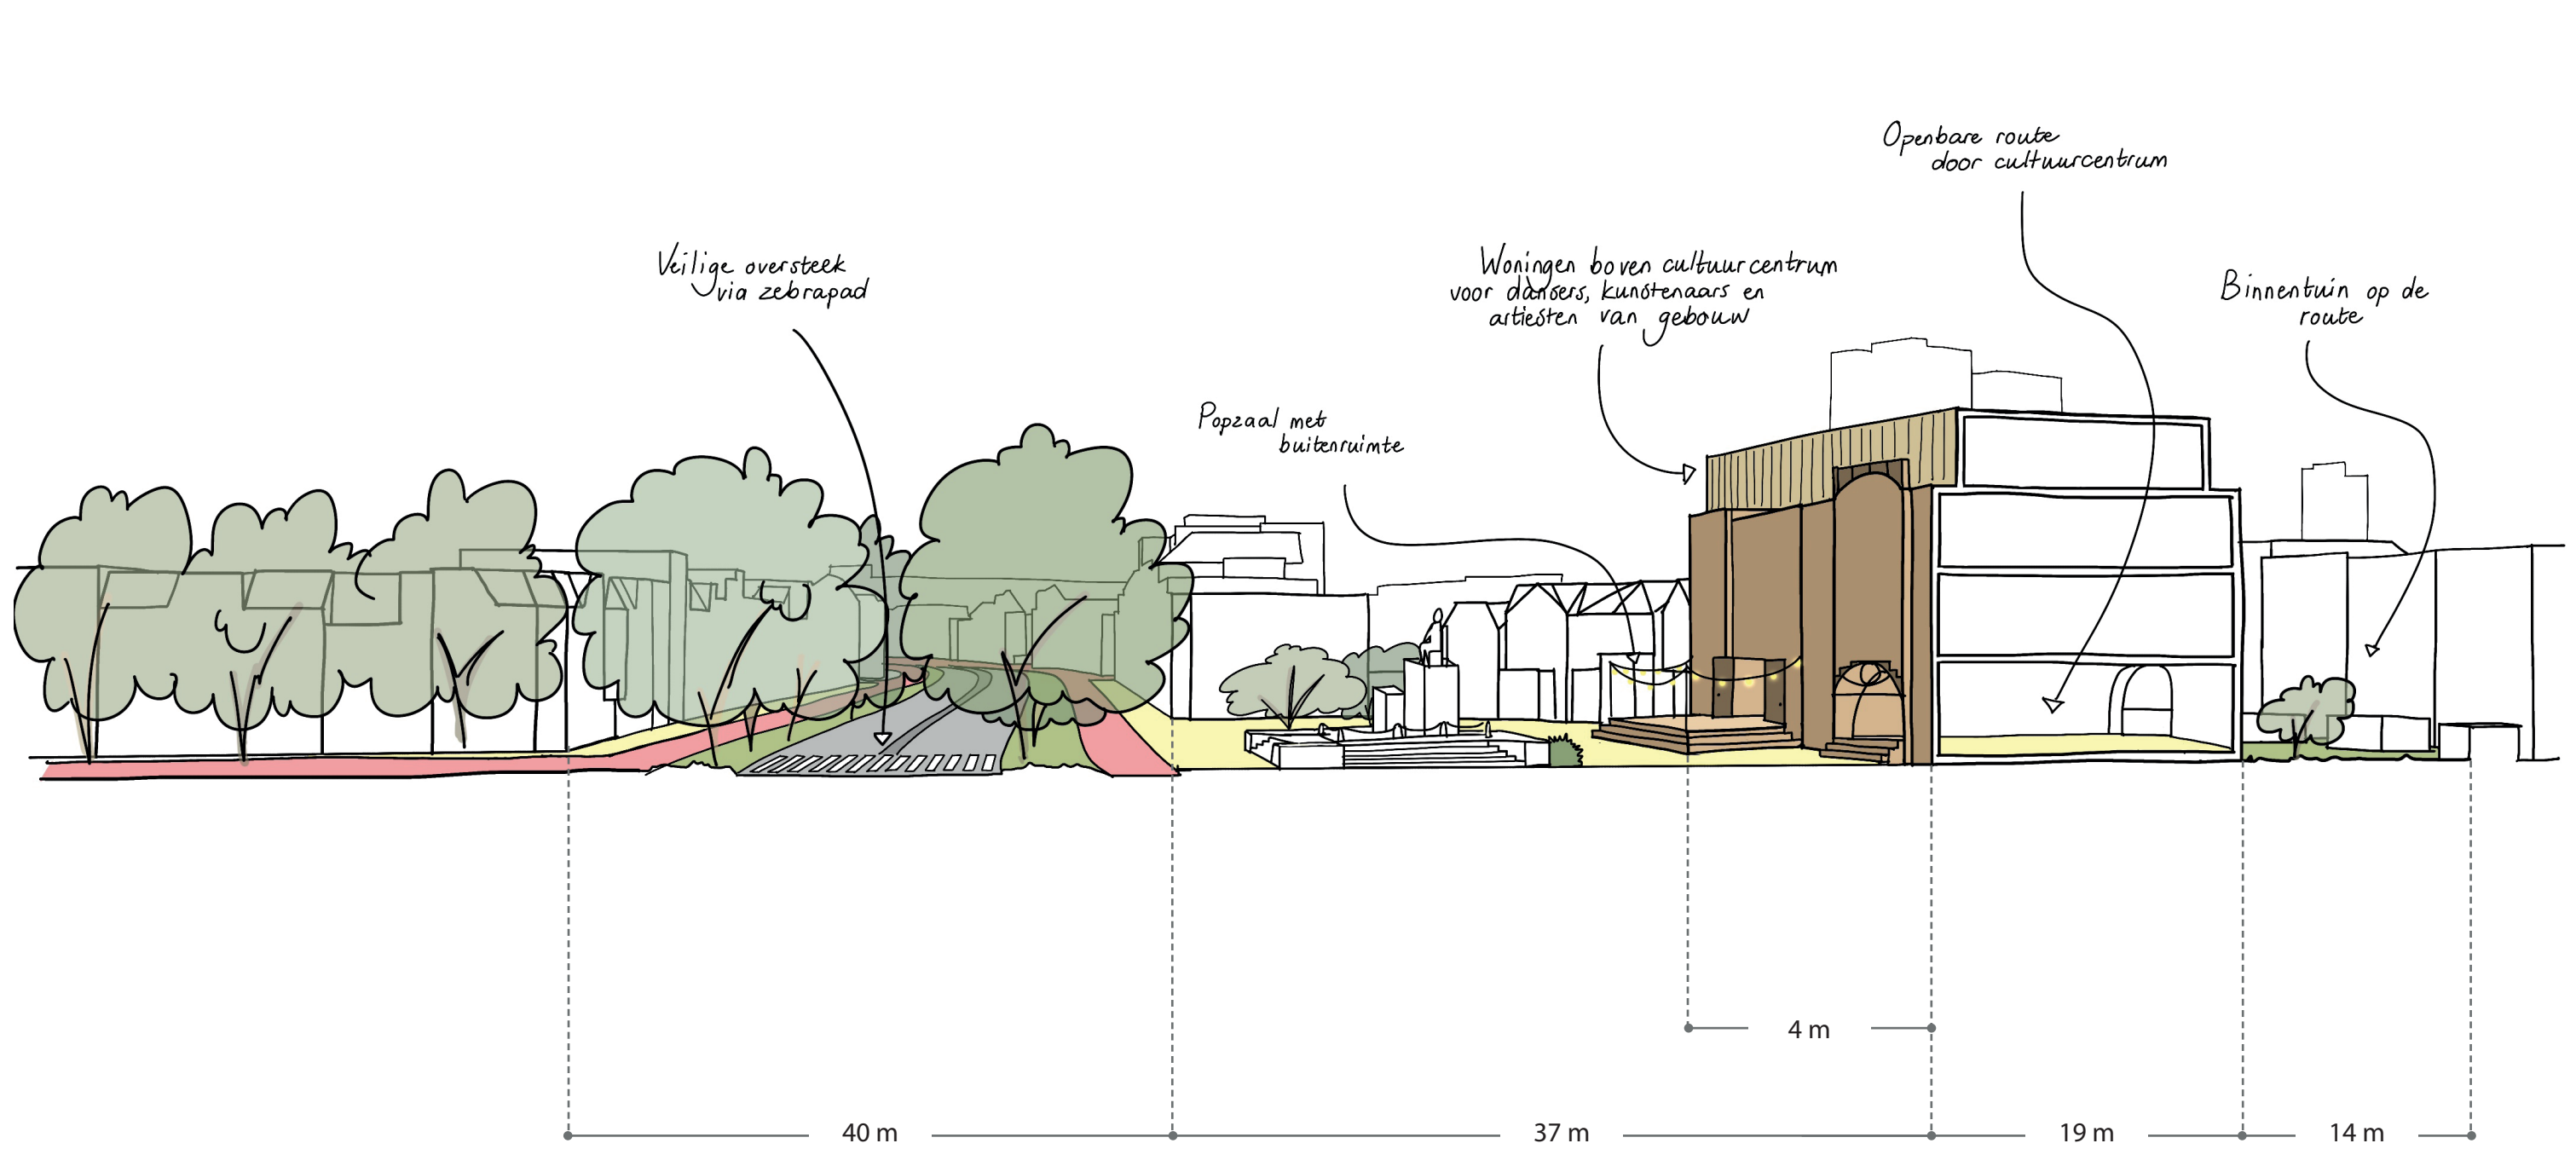 Openbare route
door cultuurcentrum
Veilige oversteek
via zebrapad
Woningen boven cultuurcentrum
voor dansers, kunstenaars en
artiesten van gebouw
Binnentuin op de
route
Popzaal met
buitenruimte
4 m
40 m
37 m
19 m
14 m